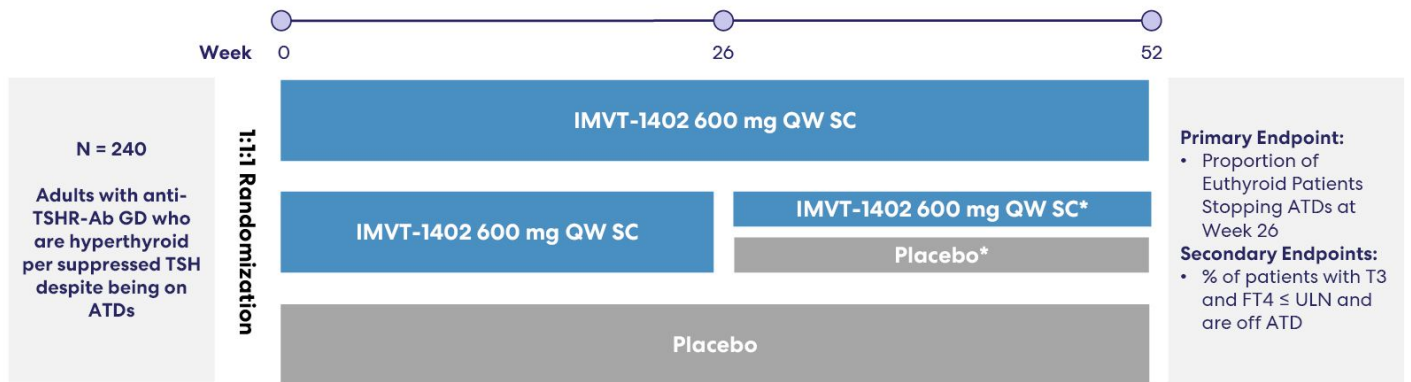 Week 0 26 52
N = 240
Adults with anti-
TSHR-Ab GD who
are hyperthyroid
per suppressed TSH
despite being on
ATDs
1:1:1 Randomization
IMVT-1402 600 mg QW SC
IMVT-1402 600 mg QW SC
IMVT-1402 600 mg QW SC*
Placebo*
Placebo
Primary Endpoint:
• Proportion of
Euthyroid Patients
Stopping ATDs at
Week 26
Secondary Endpoints:
• % of patients with T3
and FT4 ≤ ULN and
are off ATD